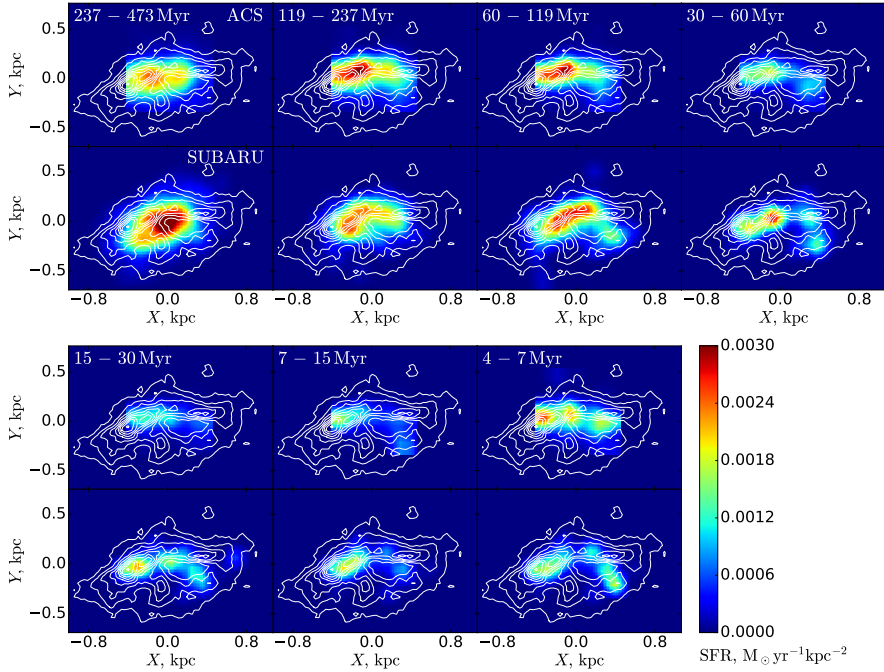 237 − 473 Myr ACS 119 − 237 Myr 60 − 119 Myr 30 − 60 Myr
0.5
0.0
−0.5
Y, kpc
SUBARU
0.5
0.0
−0.5
Y, kpc
−0.8 0.0 0.8 −0.8 0.0 0.8 −0.8 0.0 0.8 −0.8 0.0 0.8
X, kpc X, kpc X, kpc X, kpc
15 − 30 Myr 7 − 15 Myr 4 − 7 Myr
0.5
0.0
−0.5
Y, kpc
0.5
0.0
−0.5
Y, kpc
−0.8 0.0 0.8 −0.8 0.0 0.8 −0.8 0.0 0.8
X, kpc X, kpc X, kpc
0.0030
0.0024
0.0018
0.0012
0.0006
0.0000
SFR, M⊙ yr⁻¹kpc⁻²